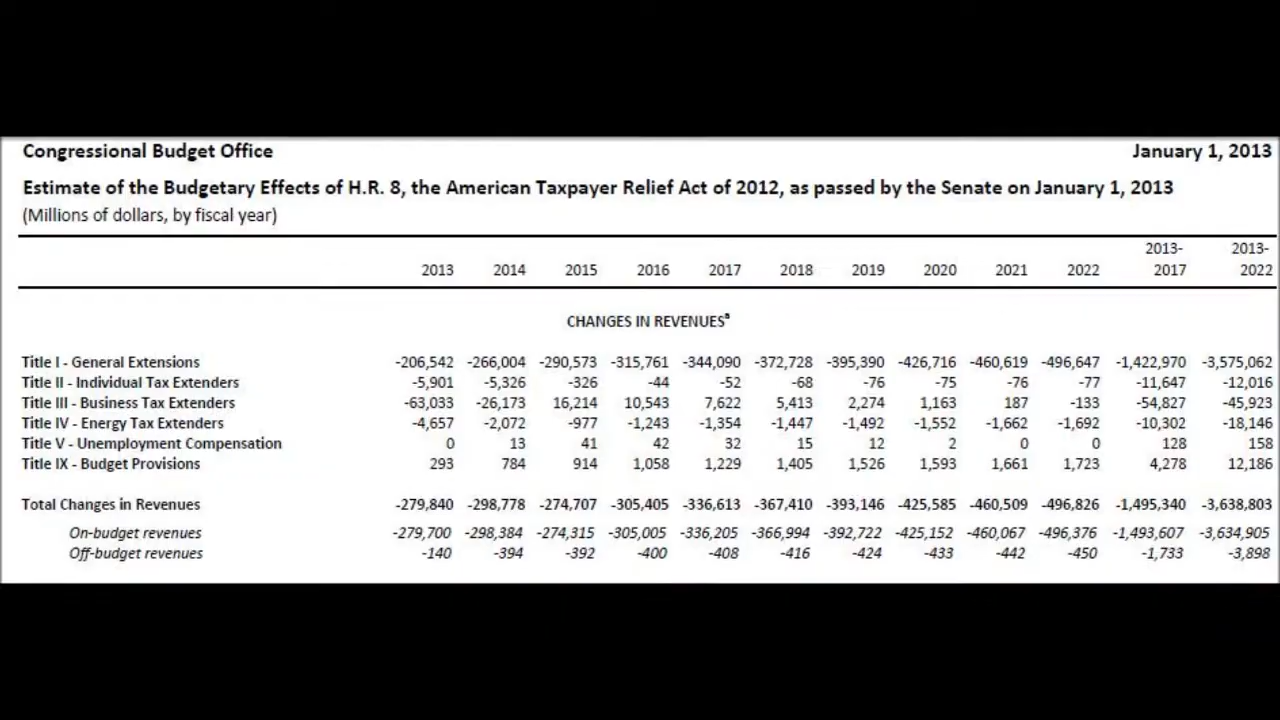 Congressional Budget Office January 1, 2013
Estimate of the Budgetary Effects of H.R. 8, the American Taxpayer Relief Act of 2012, as passed by the Senate on January 1, 2013
(Millions of dollars, by fiscal year)
2013- 2013-
2013 2014 2015 2016 2017 2018 2019 2020 2021 2022 2017 2022
CHANGES IN REVENUESª
Title I - General Extensions -206,542 -266,004 -290,573 -315,761 -344,090 -372,728 -395,390 -426,716 -460,619 -496,647 -1,422,970 -3,575,062
Title II - Individual Tax Extenders -5,901 -5,326 -326 -44 -52 -68 -76 -75 -76 -77 -11,647 -12,016
Title III - Business Tax Extenders -63,033 -26,173 16,214 10,543 7,622 5,413 2,274 1,163 187 -133 -54,827 -45,923
Title IV - Energy Tax Extenders -4,657 -2,072 -977 -1,243 -1,354 -1,447 -1,492 -1,552 -1,662 -1,692 -10,302 -18,146
Title V - Unemployment Compensation 0 13 41 42 32 15 12 2 0 0 128 158
Title IX - Budget Provisions 293 784 914 1,058 1,229 1,405 1,526 1,593 1,661 1,723 4,278 12,186
Total Changes in Revenues -279,840 -298,778 -274,707 -305,405 -336,613 -367,410 -393,146 -425,585 -460,509 -496,826 -1,495,340 -3,638,803
On-budget revenues -279,700 -298,384 -274,315 -305,005 -336,205 -366,994 -392,722 -425,152 -460,067 -496,376 -1,493,607 -3,634,905
Off-budget revenues -140 -394 -392 -400 -408 -416 -424 -433 -442 -450 -1,733 -3,898